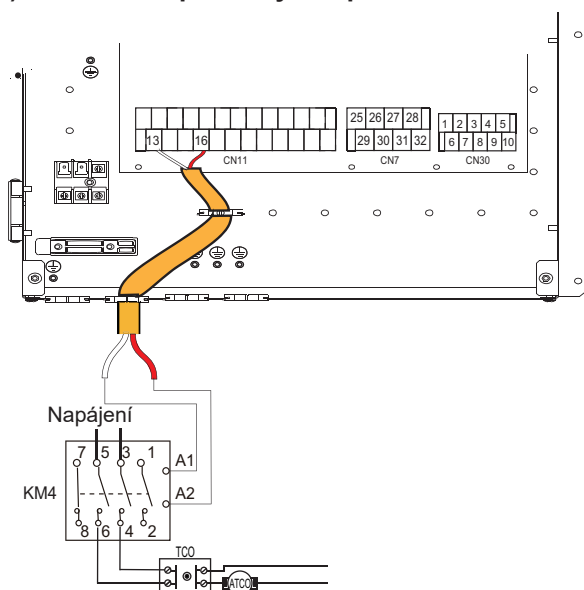 25 26 27 28
1 2 3 4 5
13 16
29 30 31 32
6 7 8 9 10
CN11 CN7 CN30
Napájení
7 5 3 1
A1
KM4
A2
8 6 4 2
TCO
ATCO